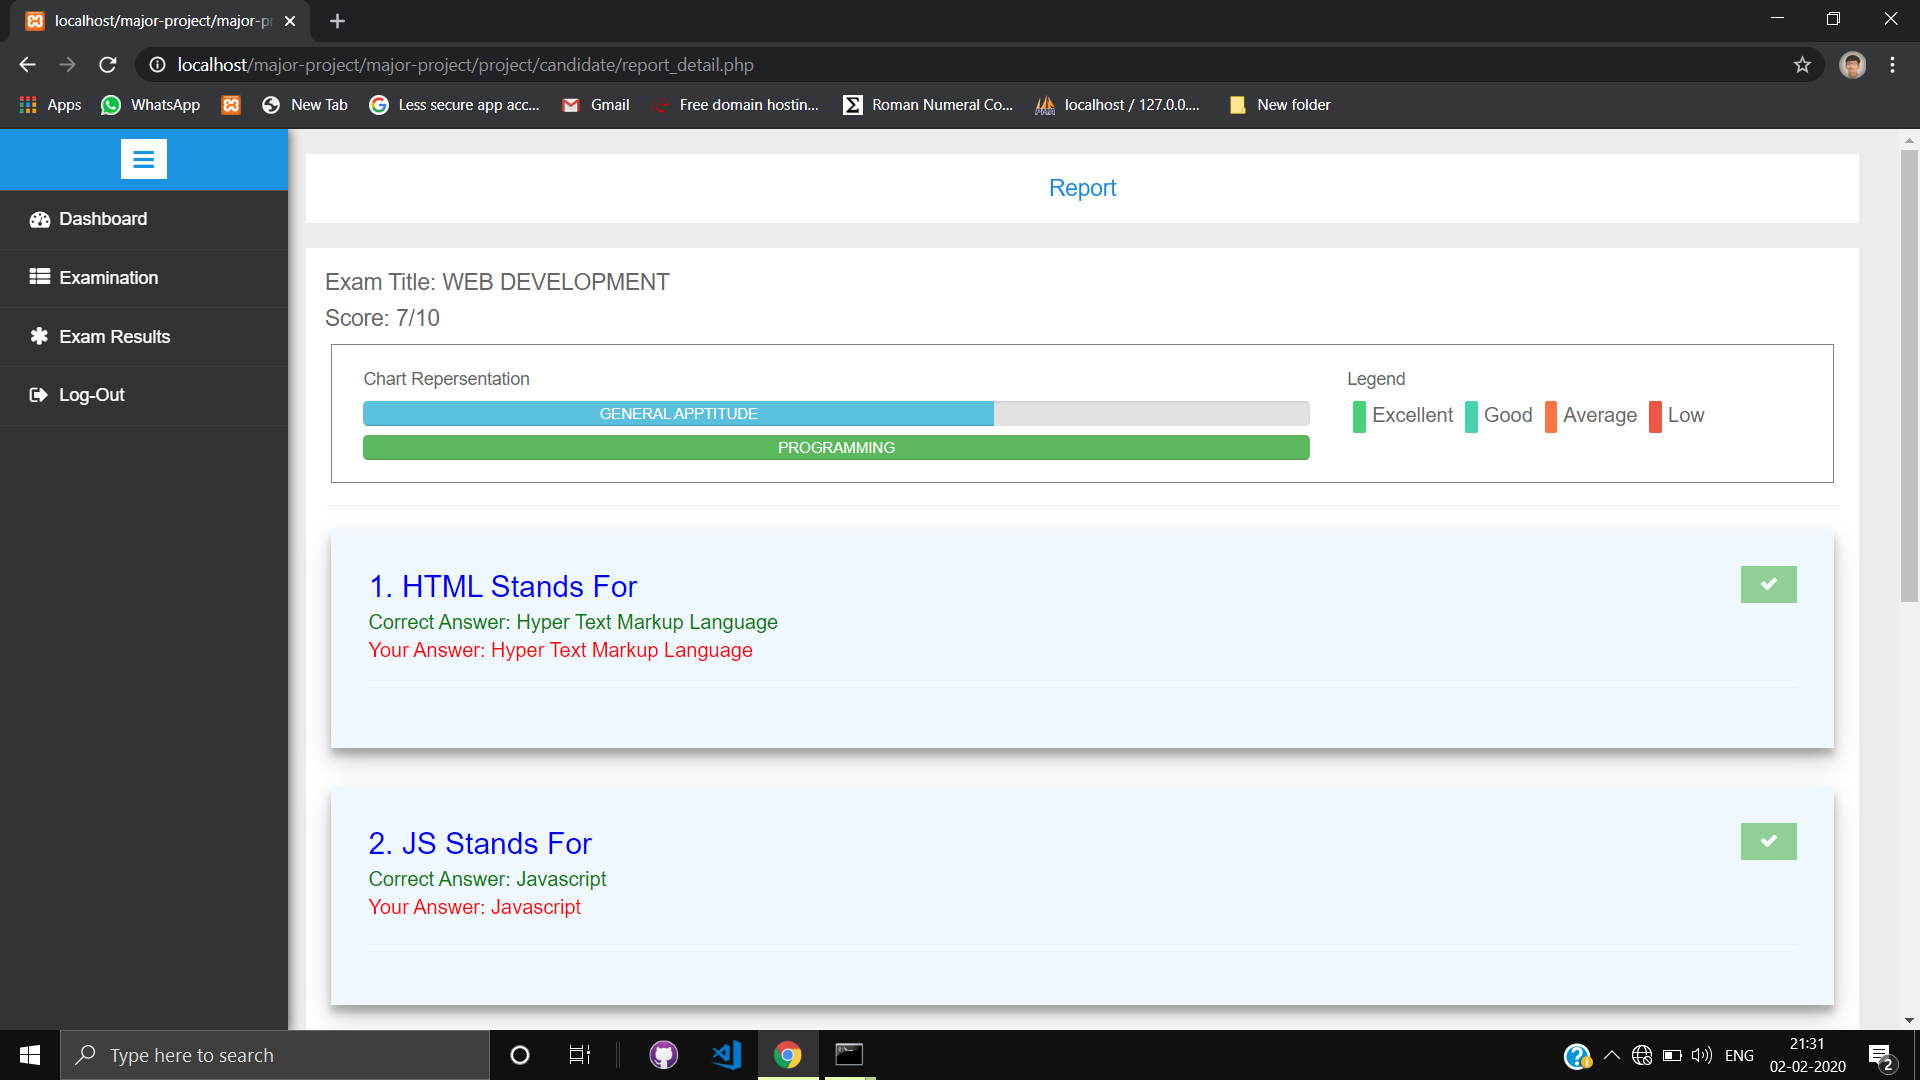 localhost/major-project/major-pr
localhost/major-project/major-project/project/candidate/report_detail.php
Apps WhatsApp New Tab Less secure app acc... Gmail Free domain hostin... Roman Numeral Co... localhost / 127.0.0.... New folder
Dashboard
Examination
Exam Results
Log-Out
Report
Exam Title: WEB DEVELOPMENT
Score: 7/10
Chart Repersentation
GENERAL APPTITUDE
PROGRAMMING
Legend
Excellent Good Average Low
1. HTML Stands For
Correct Answer: Hyper Text Markup Language
Your Answer: Hyper Text Markup Language
2. JS Stands For
Correct Answer: Javascript
Your Answer: Javascript
Type here to search
ENG
21:31
02-02-2020
2